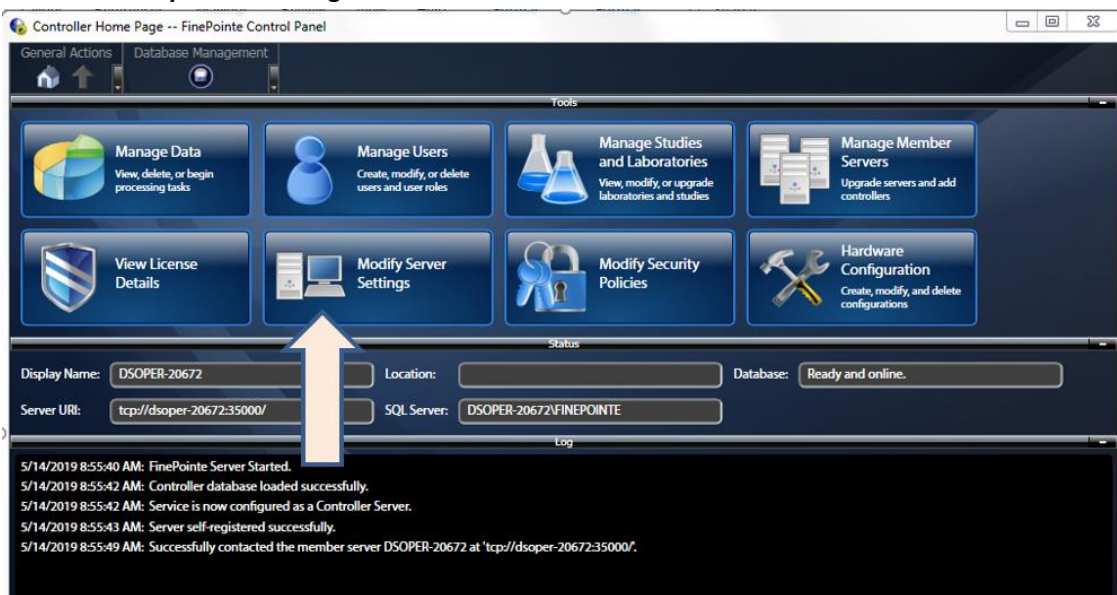 Controller Home Page -- FinePointe Control Panel
General Actions
Database Management
Tools
Manage Data
View, delete, or begin
processing tasks
Manage Users
Create, modify, or delete
users and user roles
Manage Studies
and Laboratories
View, modify, or upgrade
laboratories and studies
Manage Member
Servers
Upgrade servers and add
controllers
View License
Details
Modify Server
Settings
Modify Security
Policies
Hardware
Configuration
Create, modify, and delete
configurations
Status
Display Name: DSOPER-20672 Location: Database: Ready and online.
Server URI: tcp://dsoper-20672:35000/ SQL Server: DSOPER-20672\FINEPOINTE
Log
5/14/2019 8:55:40 AM: FinePointe Server Started.
5/14/2019 8:55:42 AM: Controller database loaded successfully.
5/14/2019 8:55:42 AM: Service is now configured as a Controller Server.
5/14/2019 8:55:43 AM: Server self-registered successfully.
5/14/2019 8:55:49 AM: Successfully contacted the member server DSOPER-20672 at 'tcp://dsoper-20672:35000/'.